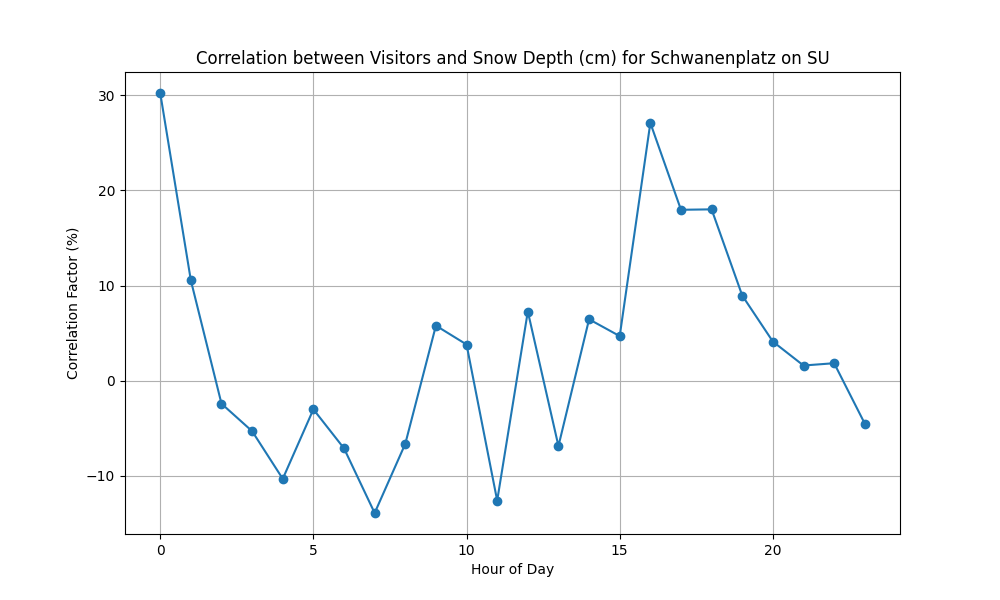 Correlation between Visitors and Snow Depth (cm) for Schwanenplatz on SU
Correlation Factor (%)
30
20
10
0
−10
0 5 10 15 20
Hour of Day